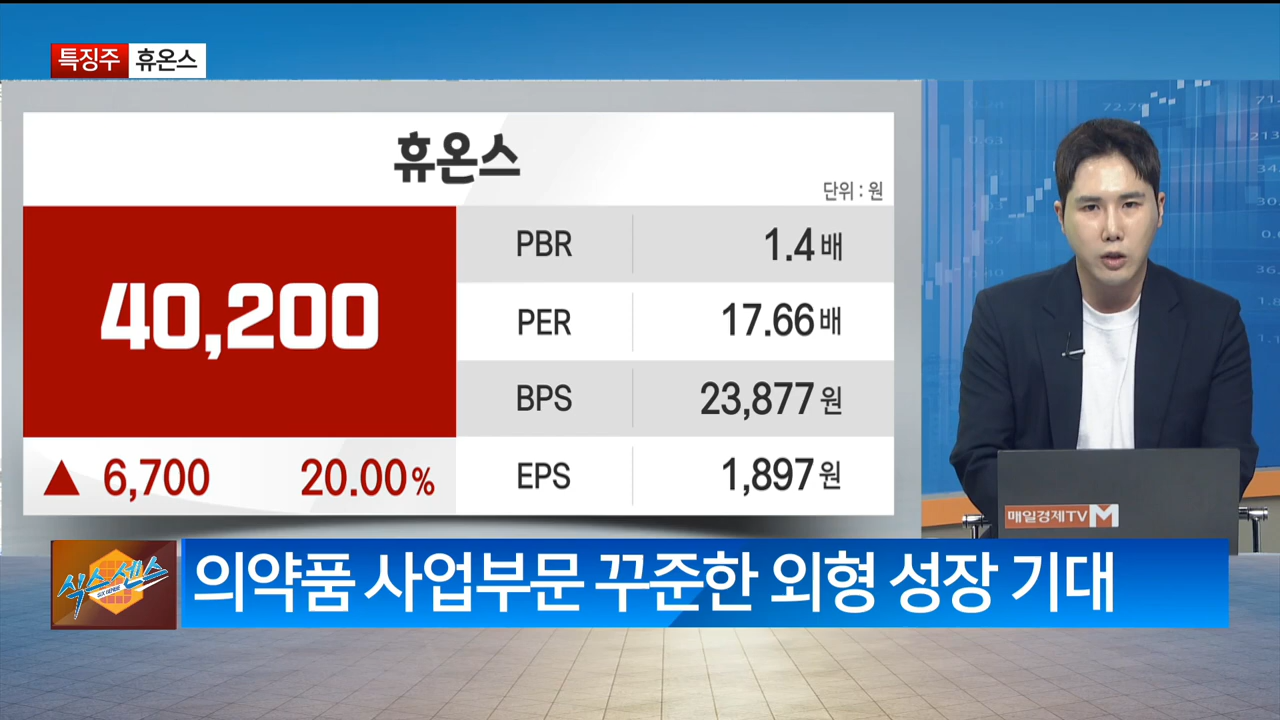 특징주 휴온스
휴온스
단위 : 원
40,200
▲ 6,700 20.00%
PBR 1.4 배
PER 17.66 배
BPS 23,877 원
EPS 1,897 원
매일경제TV M
식스센스
의약품 사업부문 꾸준한 외형 성장 기대